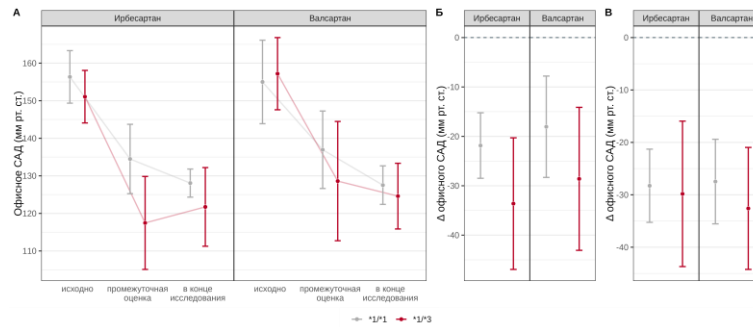 А
Ирбесартан
Валсартан
Офисное САД (мм рт. ст.)
160
150
140
130
120
110
исходно
промежуточная
оценка
в конце
исследования
исходно
промежуточная
оценка
в конце
исследования
Б
Ирбесартан
Валсартан
Δ офисного САД (мм рт. ст.)
0
-10
-20
-30
-40
В
Ирбесартан
Валсартан
Δ офисного САД (мм рт. ст.)
0
-10
-20
-30
-40
*1/*1
*1/*3